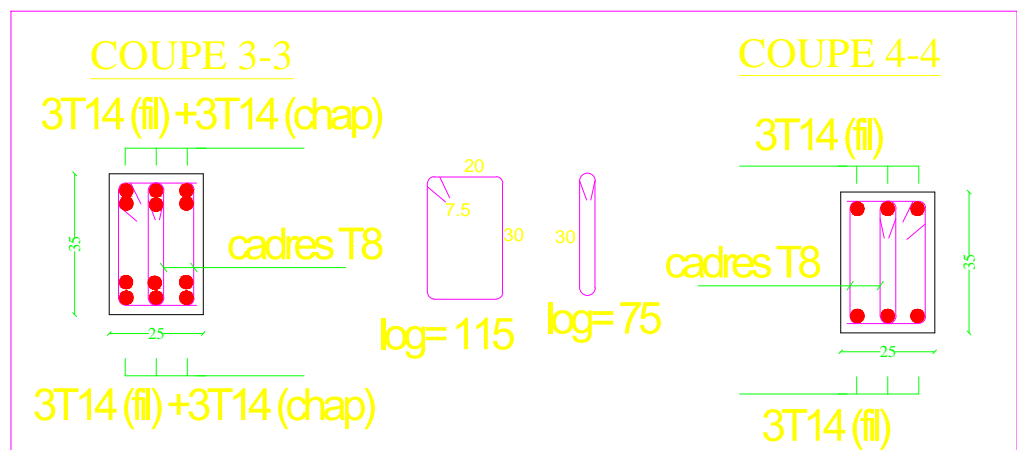 COUPE 3-3
3T14 (fil) +3T14 (chap)
35
cadres T8
25
3T14 (fil) +3T14 (chap)
20
7.5
30
log= 115
30
log= 75
COUPE 4-4
3T14 (fil)
cadres T8
35
25
3T14 (fil)